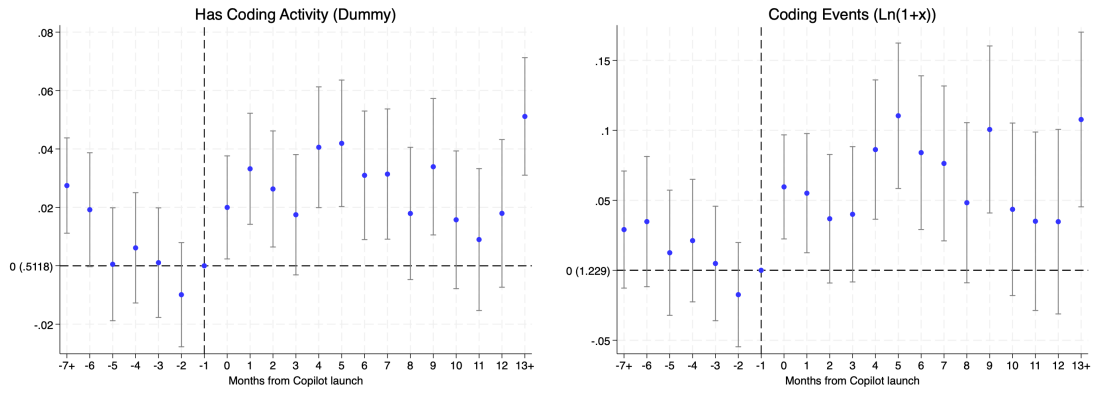 Has Coding Activity (Dummy)
.08
.06
.04
.02
0 (.5118)
-.02
-7+ -6 -5 -4 -3 -2 -1 0 1 2 3 4 5 6 7 8 9 10 11 12 13+
Months from Copilot launch
Coding Events (Ln(1+x))
.15
.1
.05
0 (1.229)
-.05
-7+ -6 -5 -4 -3 -2 -1 0 1 2 3 4 5 6 7 8 9 10 11 12 13+
Months from Copilot launch